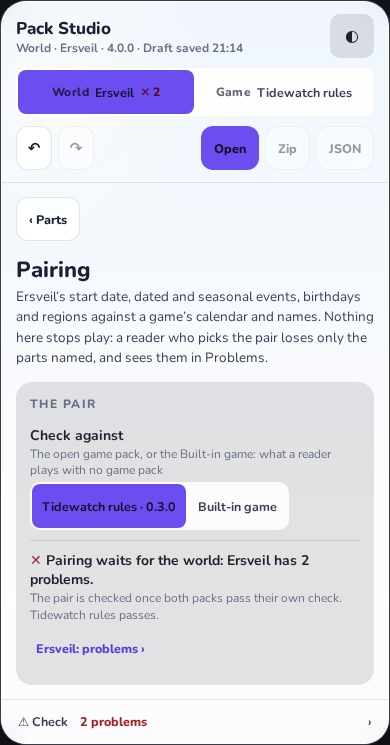 Pack Studio
World · Ersveil · 4.0.0 · Draft saved 21:14
World Ersveil ✕ 2 Game Tidewatch rules
Open Zip JSON
‹ Parts
Pairing
Ersveil's start date, dated and seasonal events, birthdays
and regions against a game's calendar and names. Nothing
here stops play: a reader who picks the pair loses only the
parts named, and sees them in Problems.
THE PAIR
Check against
The open game pack, or the Built-in game: what a reader
plays with no game pack
Tidewatch rules · 0.3.0 Built-in game
✕ Pairing waits for the world: Ersveil has 2
problems.
The pair is checked once both packs pass their own check.
Tidewatch rules passes.
Ersveil: problems ›
⚠ Check 2 problems ›